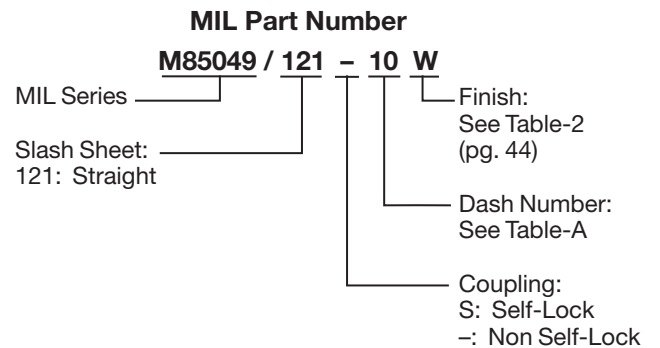 MIL Part Number
M85049 / 121 – 10 W
MIL Series
Finish:
See Table-2
(pg. 44)
Slash Sheet:
121: Straight
Dash Number:
See Table-A
Coupling:
S: Self-Lock
–: Non Self-Lock